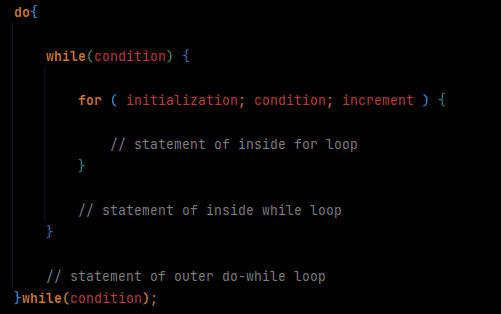 do{
while(condition) {
for ( initialization; condition; increment ) {
// statement of inside for loop
}
// statement of inside while loop
}
// statement of outer do-while loop
}while(condition);